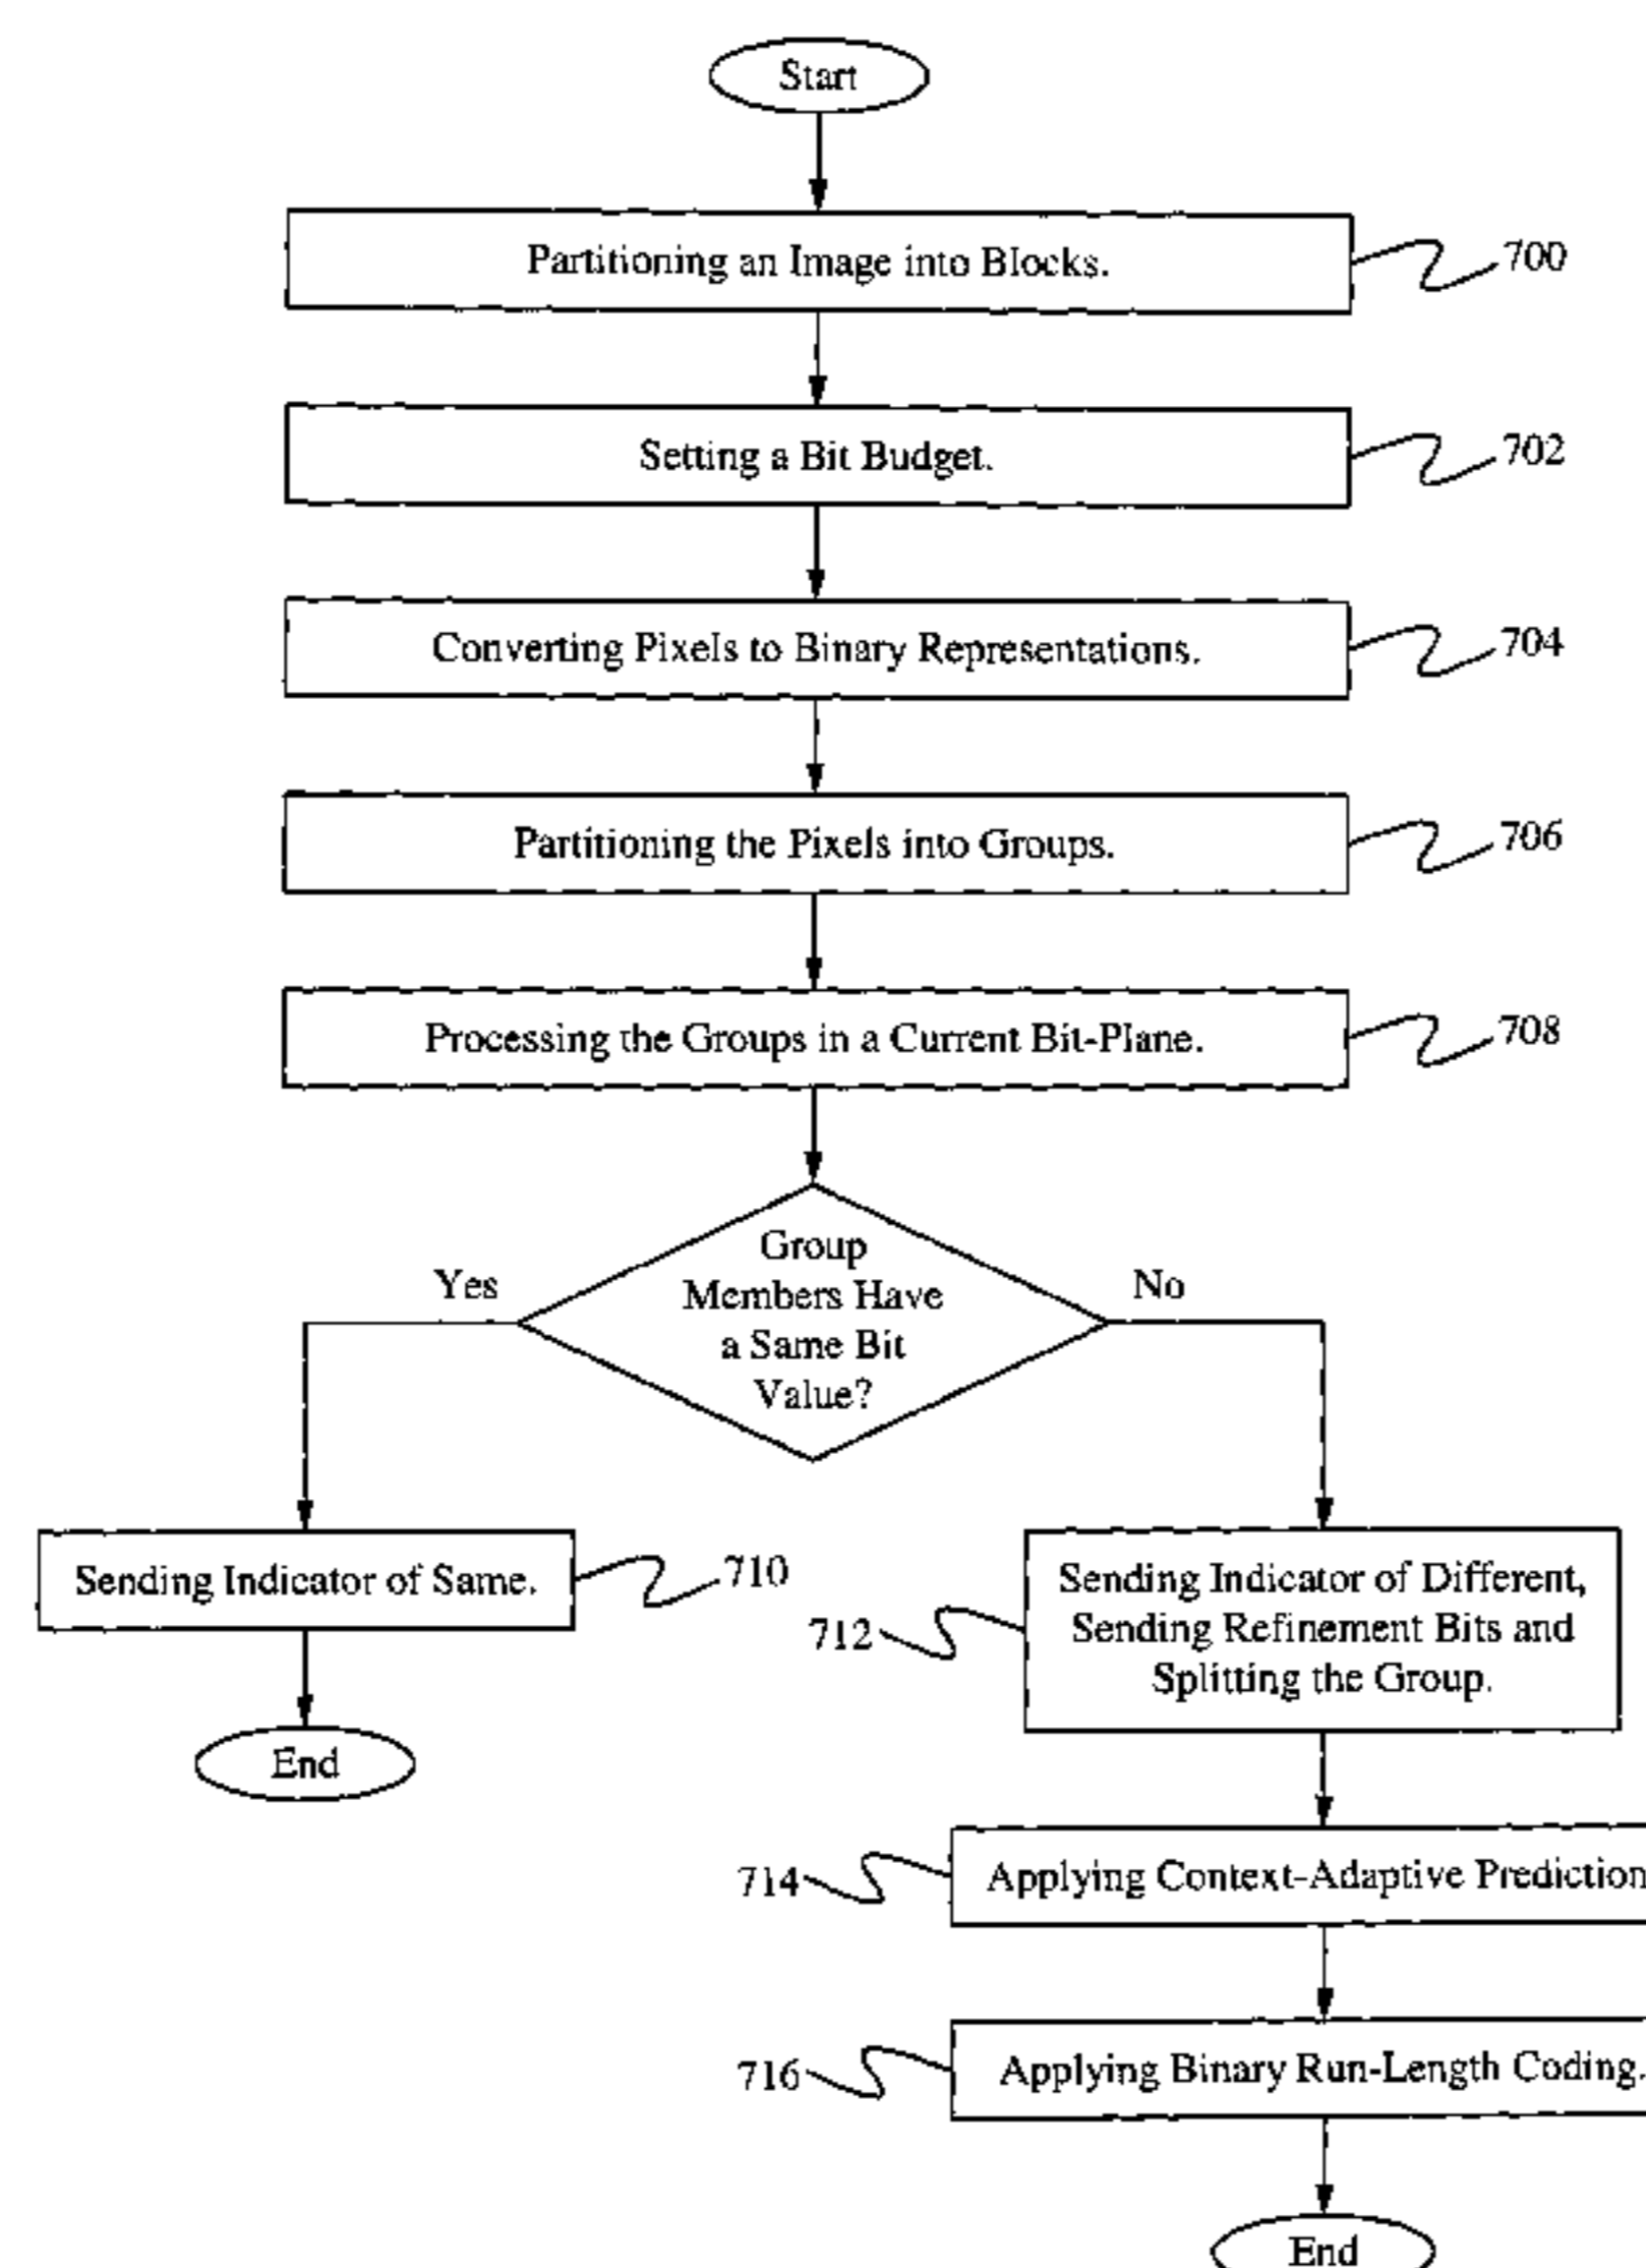 Start
Partitioning an Image into Blocks.
700
Setting a Bit Budget.
702
Converting Pixels to Binary Representations.
704
Partitioning the Pixels into Groups.
706
Processing the Groups in a Current Bit-Plane.
708
Group
Members Have
a Same Bit
Value?
Yes
No
Sending Indicator of Same.
710
Sending Indicator of Different,
Sending Refinement Bits and
Splitting the Group.
712
End
714
Applying Context-Adaptive Prediction
716
Applying Binary Run-Length Coding.
End